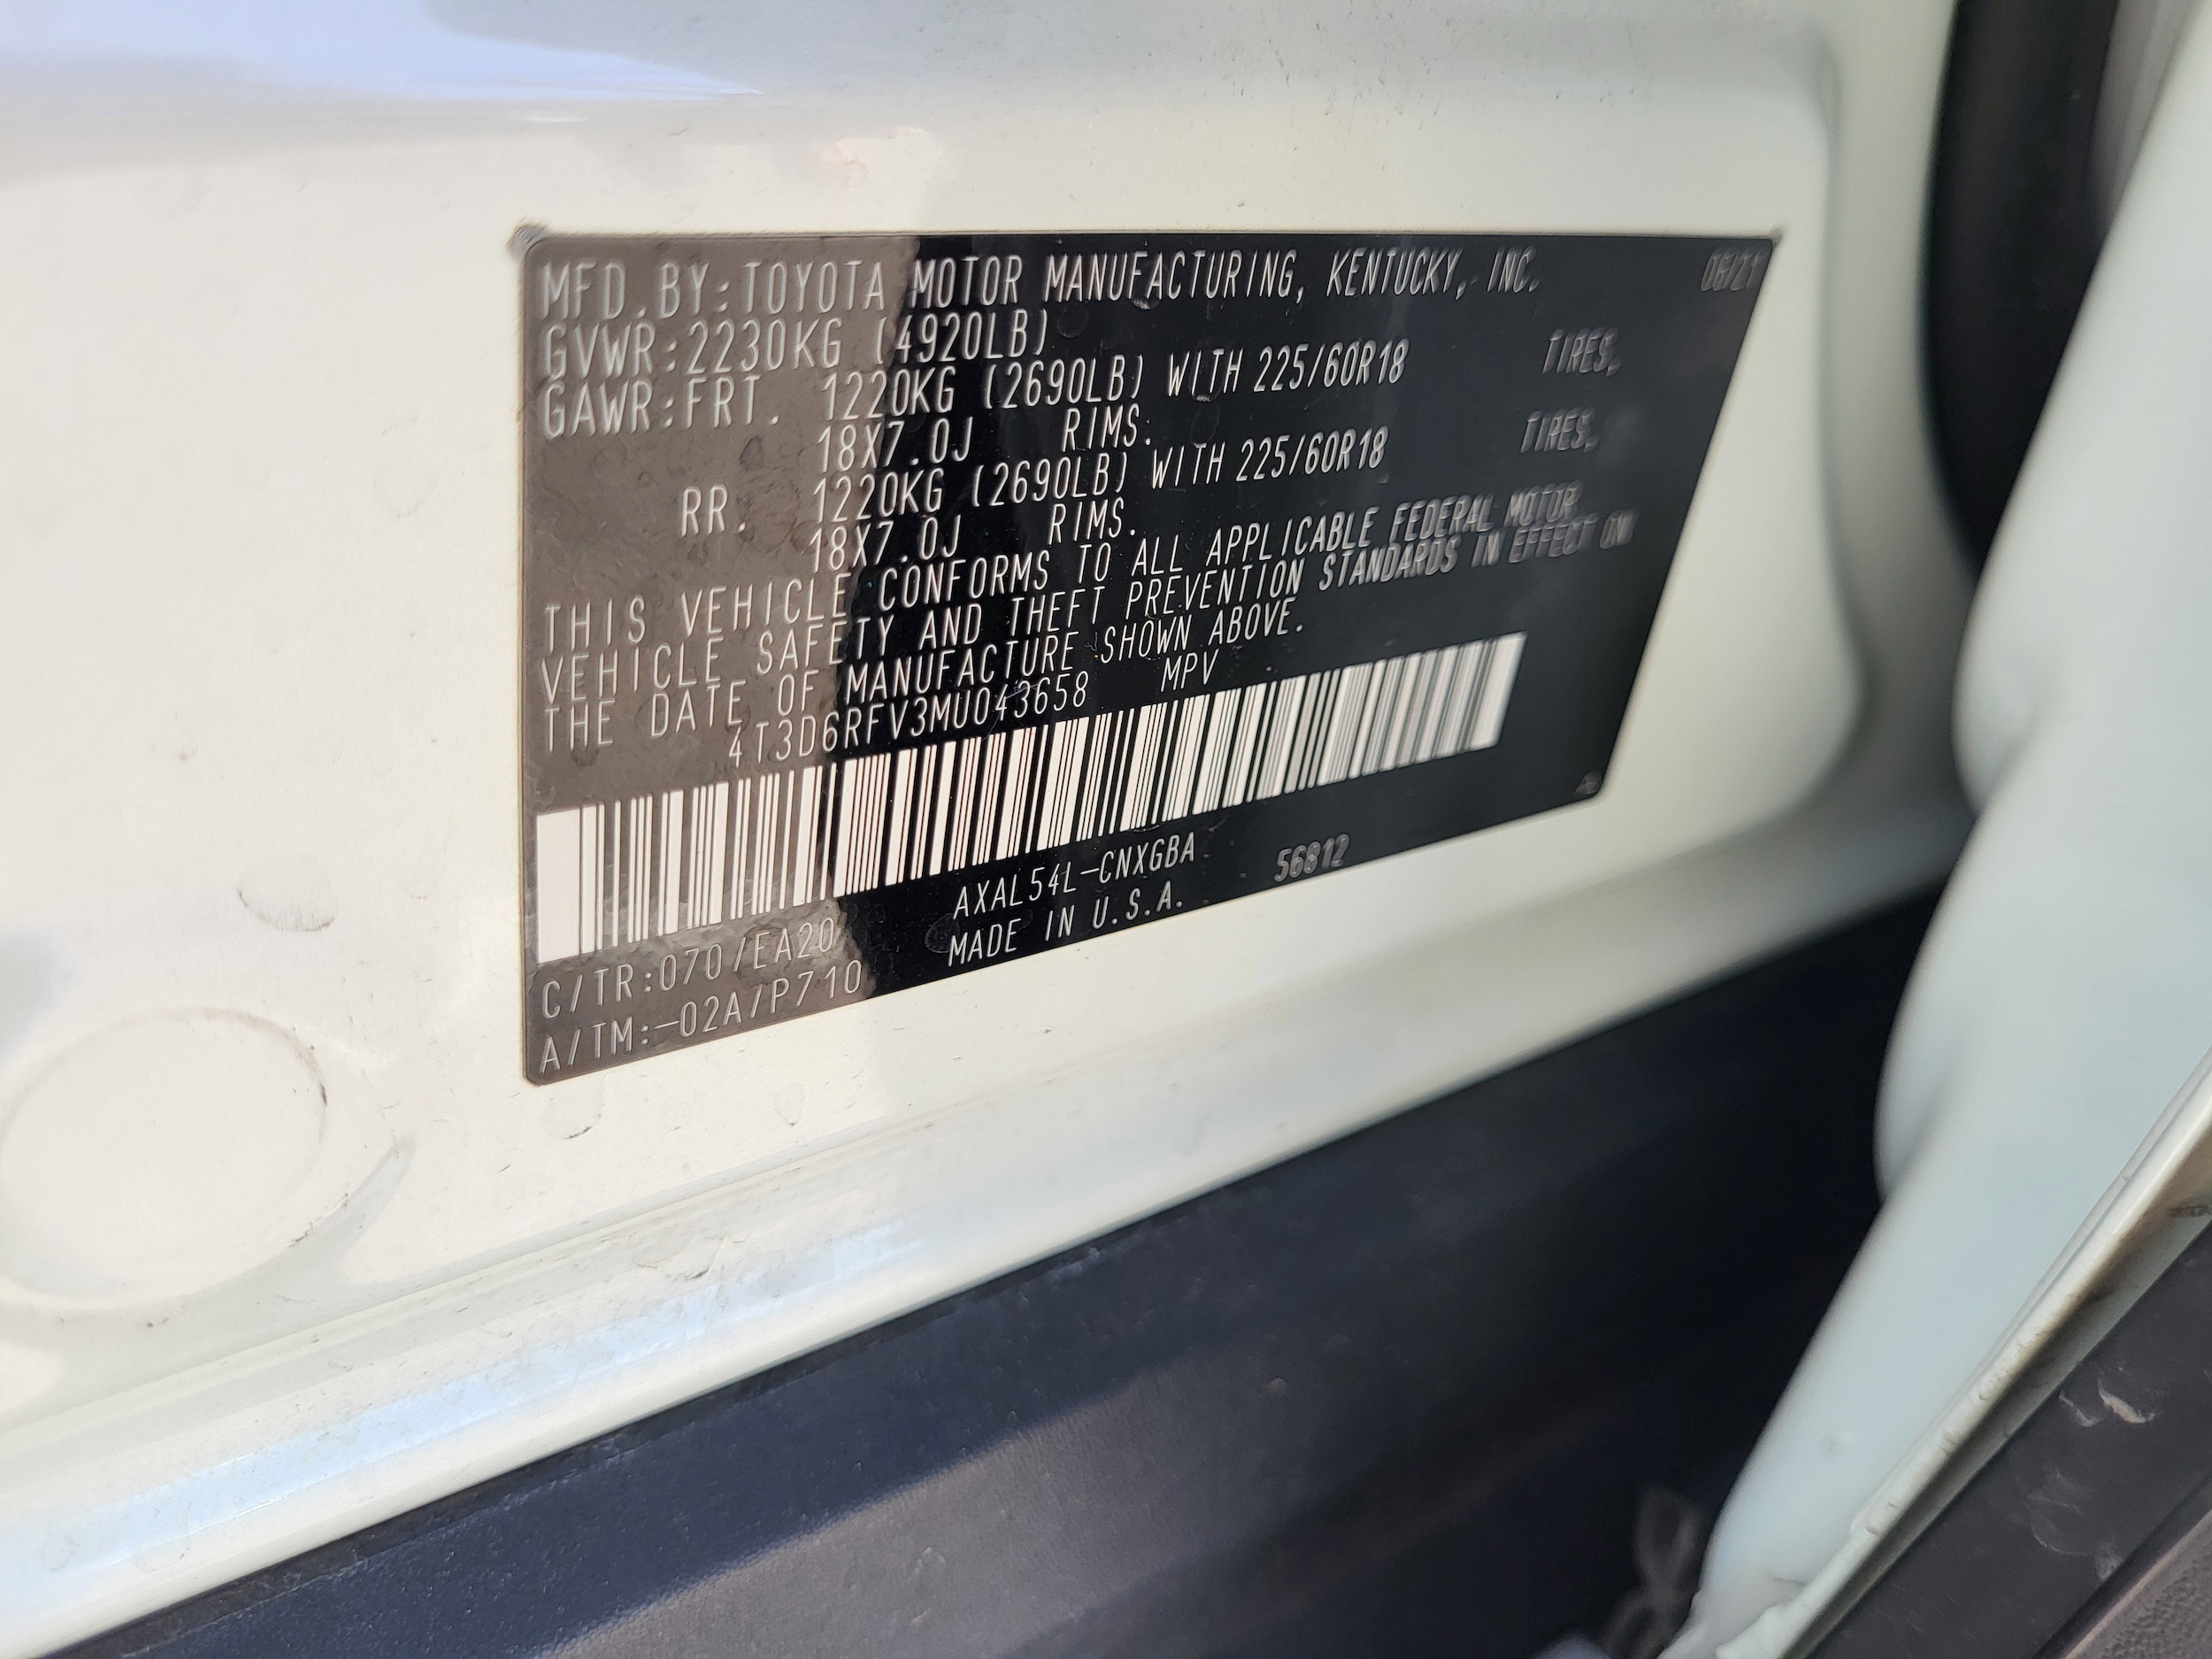 MFD.BY:TOYOTA MOTOR MANUFACTURING, KENTUCKY, INC. 06/21
GVWR:2230KG (4920LB)
GAWR:FRT. 1220KG (2690LB) WITH 225/60R18 TIRES,
18X7.0J RIMS.
RR. 1220KG (2690LB) WITH 225/60R18 TIRES,
18X7.0J RIMS.
THIS VEHICLE CONFORMS TO ALL APPLICABLE FEDERAL MOTOR
VEHICLE SAFETY AND THEFT PREVENTION STANDARDS IN EFFECT ON
THE DATE OF MANUFACTURE SHOWN ABOVE.
4T3D6RFV3MU043658 MPV
C/TR:070/EA20 AXAL54L-CNXGBA 56812
A/TM:-02A/P710 MADE IN U.S.A.